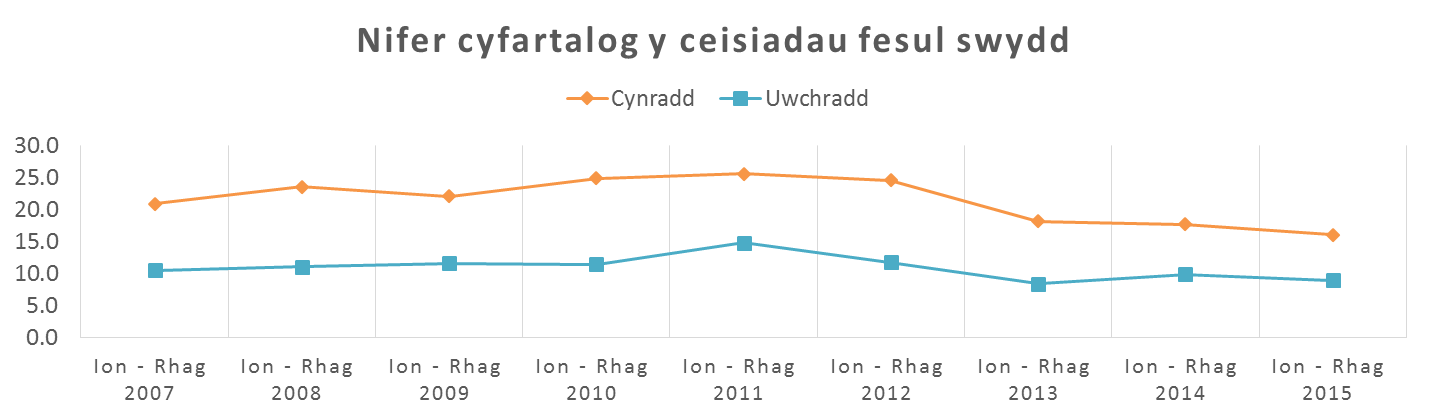 Nifer cyfartalog y ceisiadau fesul swydd
Cynradd Uwchradd
30.0
25.0
20.0
15.0
10.0
5.0
0.0
Ion - Rhag Ion - Rhag Ion - Rhag Ion - Rhag Ion - Rhag Ion - Rhag Ion - Rhag Ion - Rhag Ion - Rhag
2007 2008 2009 2010 2011 2012 2013 2014 2015